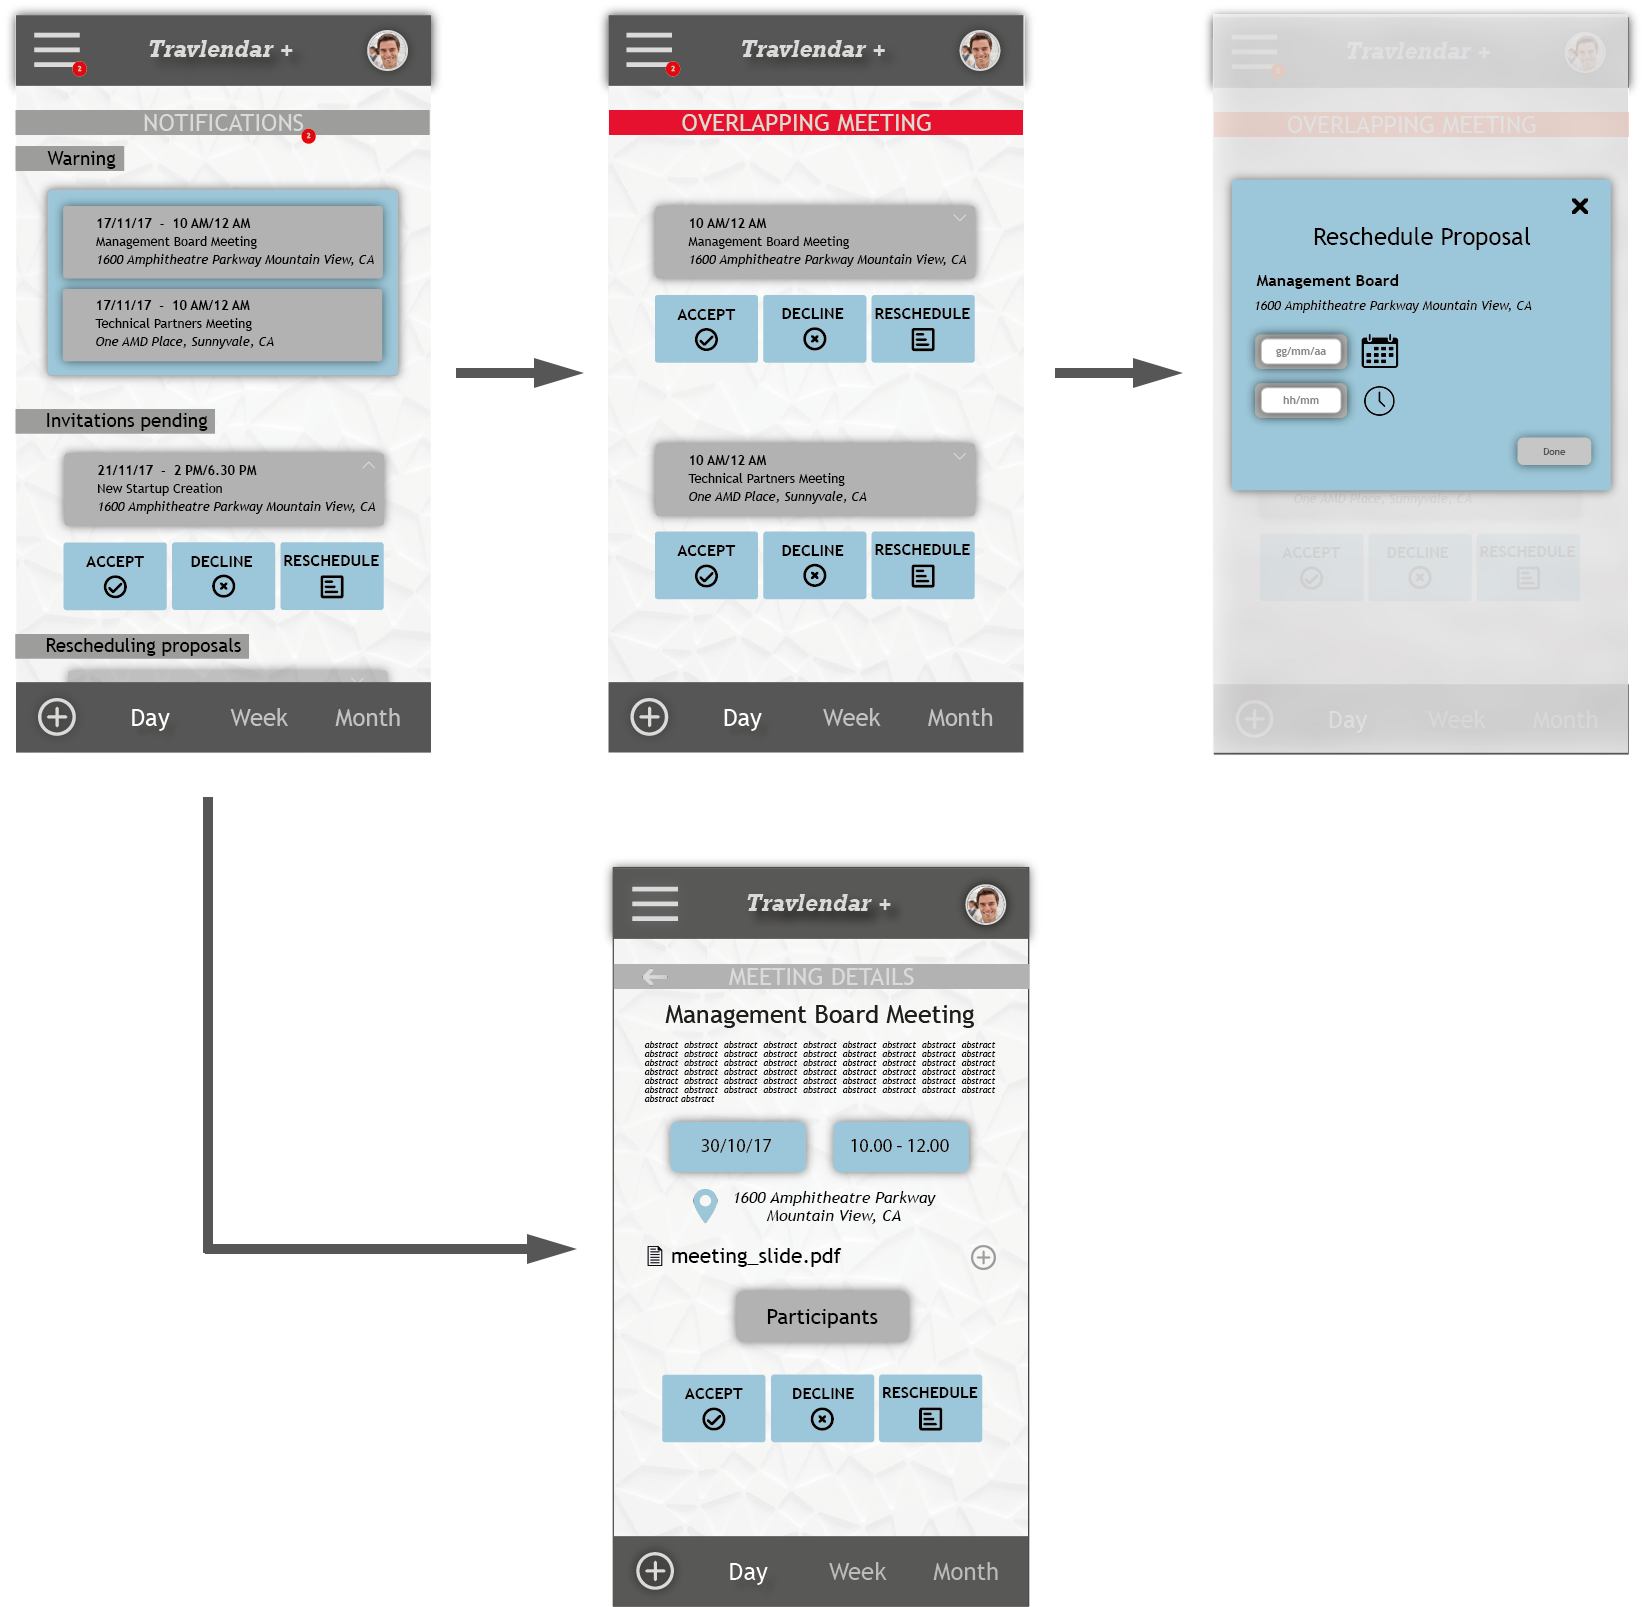 Travlendar +
2
NOTIFICATIONS
2
Warning
17/11/17 - 10 AM/12 AM
Management Board Meeting
1600 Amphitheatre Parkway Mountain View, CA
17/11/17 - 10 AM/12 AM
Technical Partners Meeting
One AMD Place, Sunnyvale, CA
Invitations pending
21/11/17 - 2 PM/6.30 PM
New Startup Creation
1600 Amphitheatre Parkway Mountain View, CA
ACCEPT DECLINE RESCHEDULE
Rescheduling proposals
Day Week Month
Travlendar +
2
OVERLAPPING MEETING
10 AM/12 AM
Management Board Meeting
1600 Amphitheatre Parkway Mountain View, CA
ACCEPT DECLINE RESCHEDULE
10 AM/12 AM
Technical Partners Meeting
One AMD Place, Sunnyvale, CA
ACCEPT DECLINE RESCHEDULE
Day Week Month
Travlendar +
2
OVERLAPPING MEETING
Reschedule Proposal
Management Board
1600 Amphitheatre Parkway Mountain View, CA
gg/mm/aa
hh/mm
Done
One AMD Place, Sunnyvale, CA
ACCEPT DECLINE RESCHEDULE
Day Week Month
Travlendar +
MEETING DETAILS
Management Board Meeting
abstract abstract abstract abstract abstract abstract abstract abstract abstract
abstract abstract abstract abstract abstract abstract abstract abstract abstract
abstract abstract abstract abstract abstract abstract abstract abstract abstract
abstract abstract abstract abstract abstract abstract abstract abstract abstract
abstract abstract abstract abstract abstract abstract abstract abstract abstract
abstract abstract abstract abstract abstract abstract abstract abstract abstract
abstract abstract
30/10/17 10.00 - 12.00
1600 Amphitheatre Parkway
Mountain View, CA
meeting_slide.pdf
Participants
ACCEPT DECLINE RESCHEDULE
Day Week Month